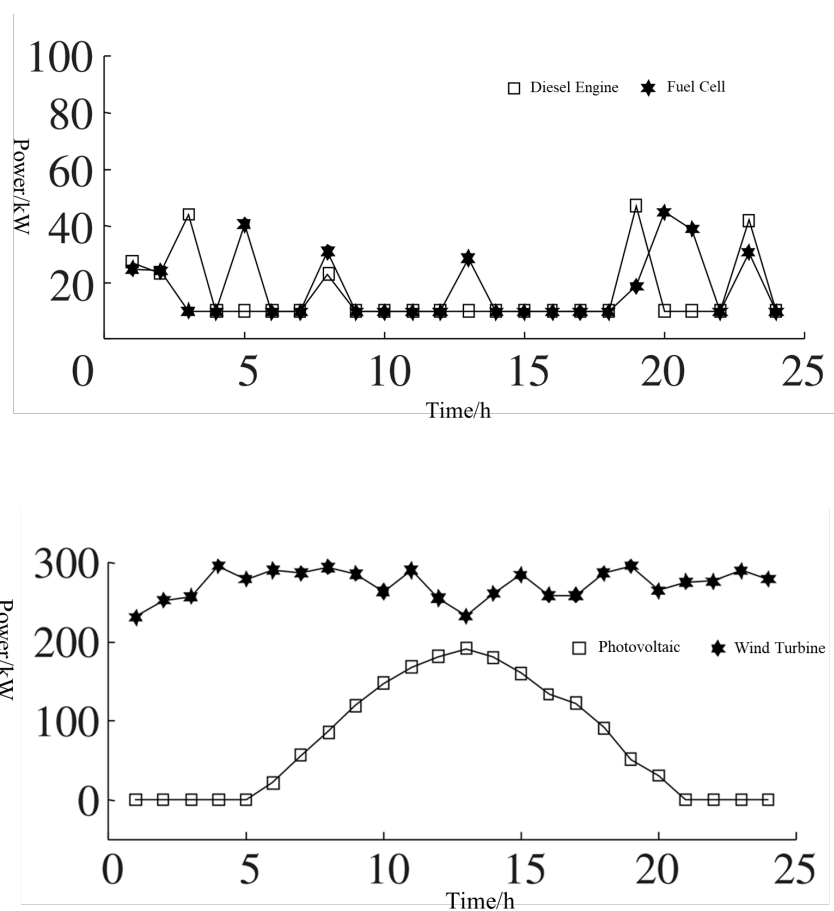 100
80
60
40
20
0 5 10 15 20 25
Power/kW
Time/h
Diesel Engine Fuel Cell
300
200
100
0
0 5 10 15 20 25
Power/kW
Time/h
Photovoltaic Wind Turbine